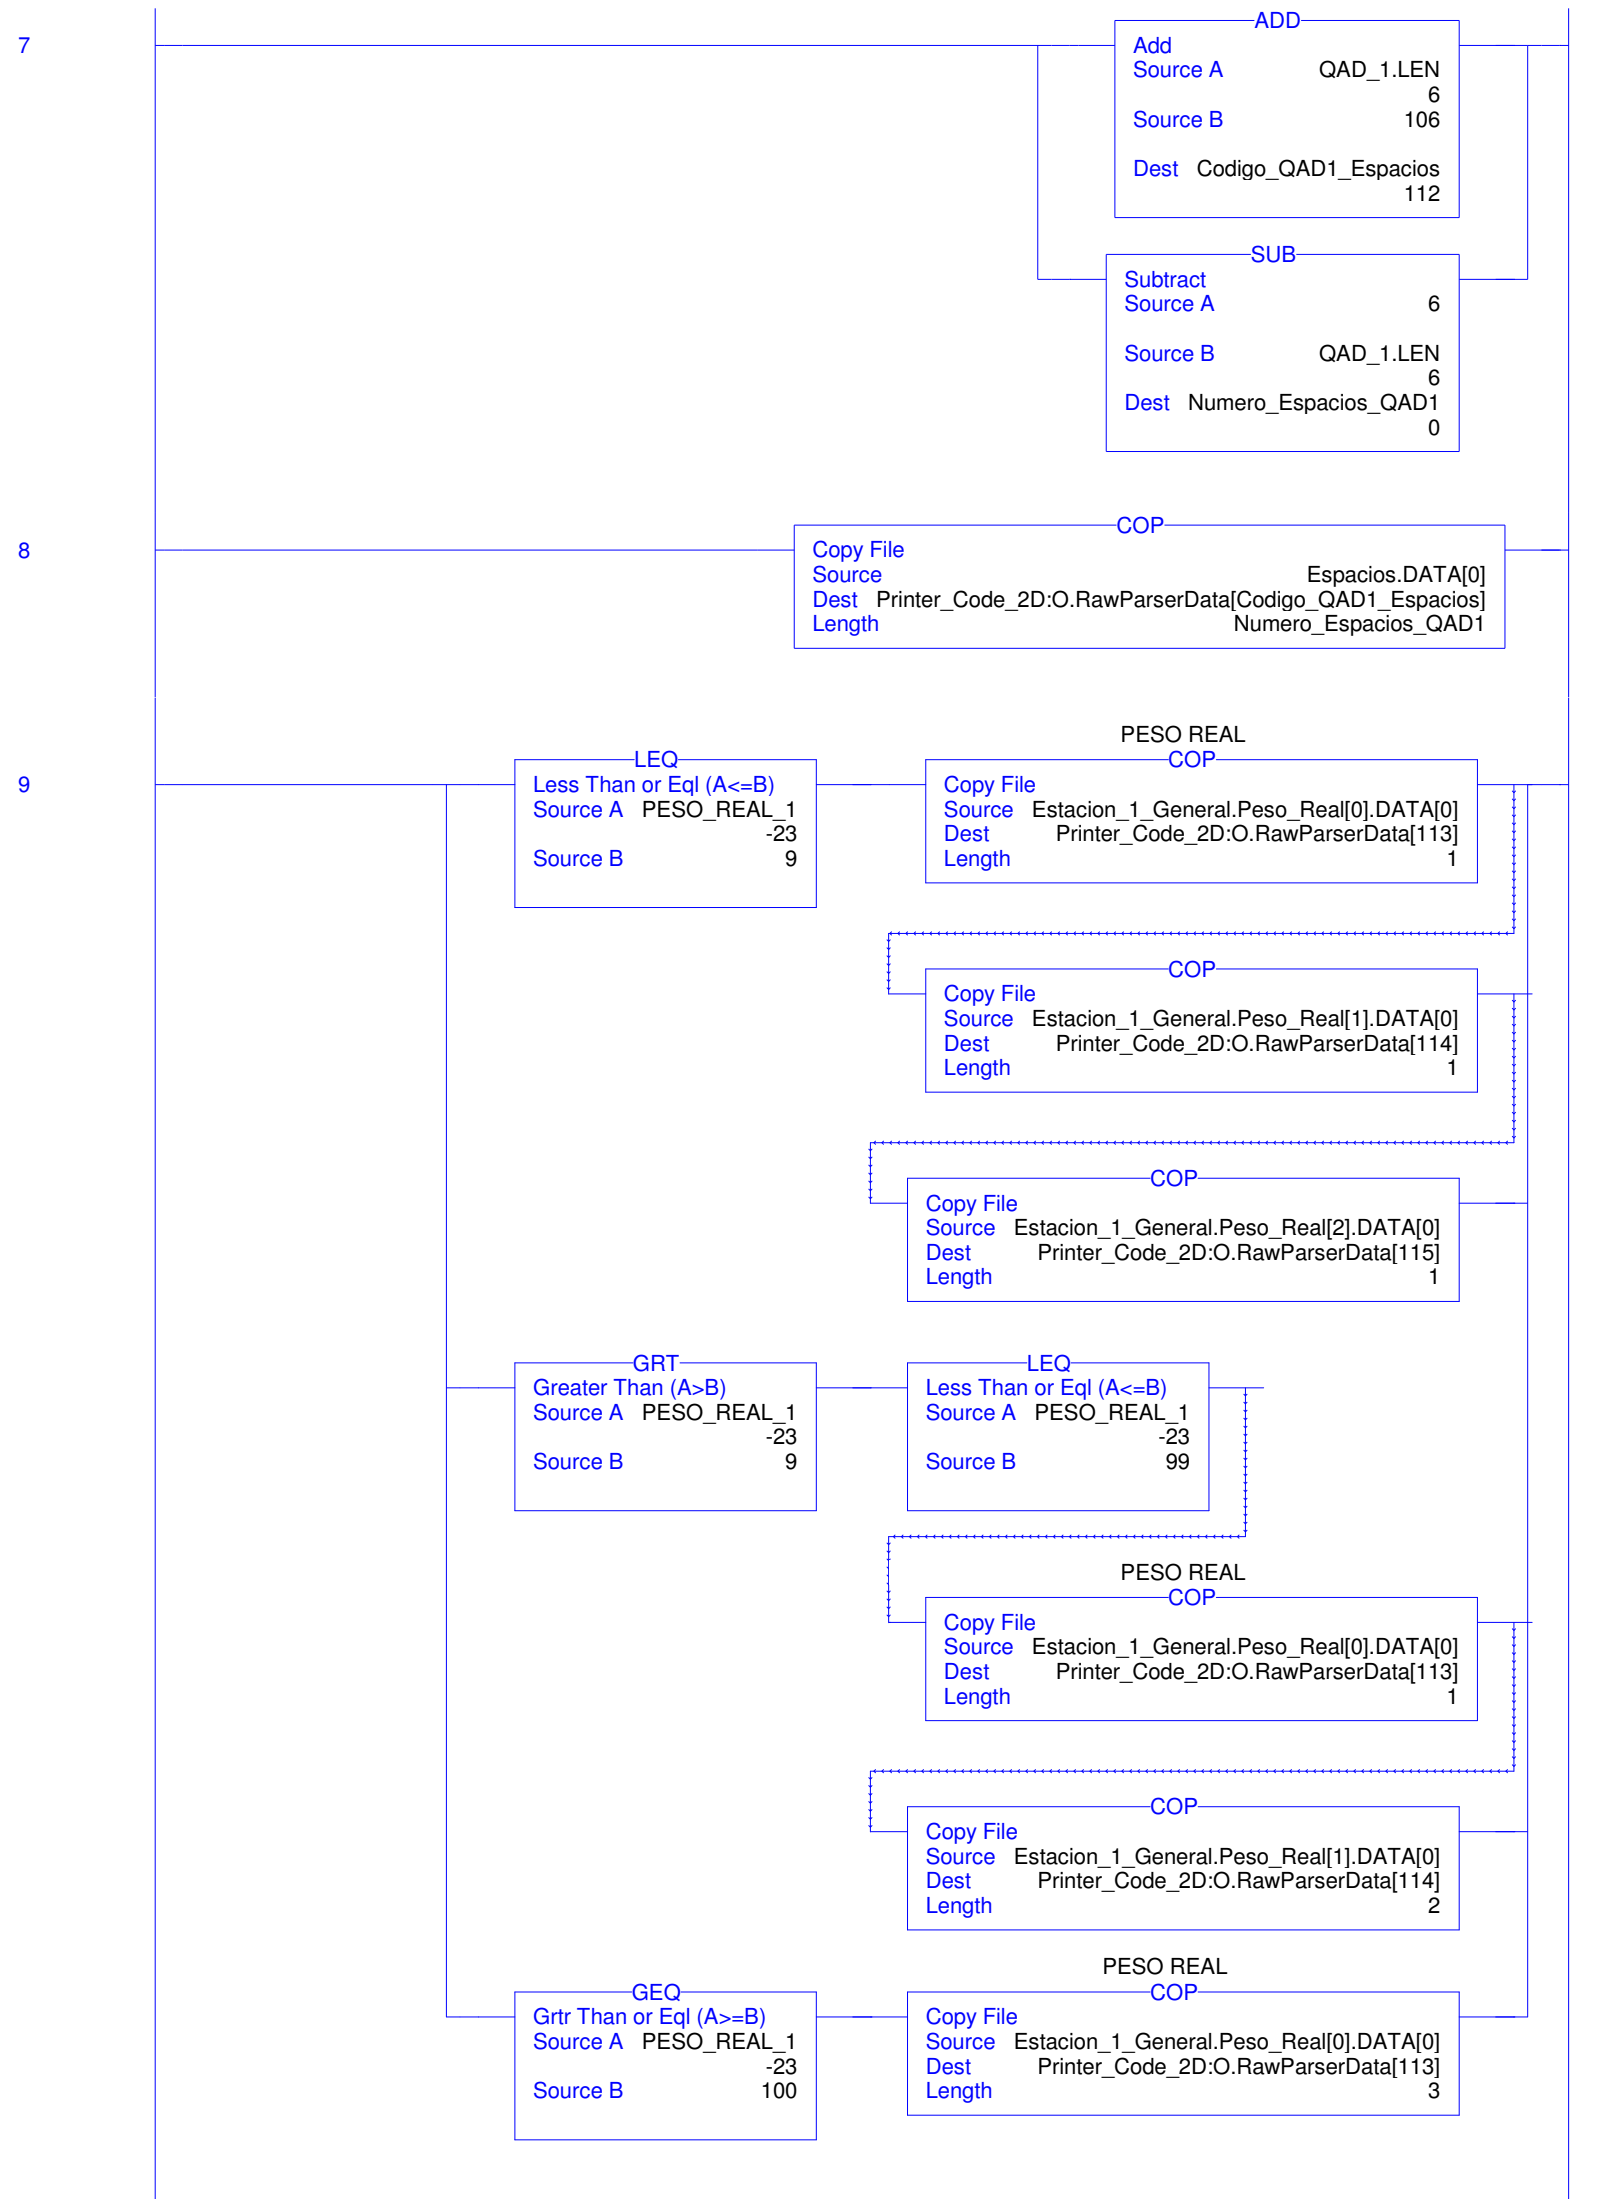 7
ADD
Add
Source A QAD_1.LEN
6
Source B 106
Dest Codigo_QAD1_Espacios
112
SUB
Subtract
Source A 6
Source B QAD_1.LEN
6
Dest Numero_Espacios_QAD1
0
8
COP
Copy File
Source Espacios.DATA[0]
Dest Printer_Code_2D:O.RawParserData[Codigo_QAD1_Espacios]
Length Numero_Espacios_QAD1
9
LEQ
Less Than or Eql (A<=B)
Source A PESO_REAL_1
-23
Source B 9
PESO REAL
COP
Copy File
Source Estacion_1_General.Peso_Real[0].DATA[0]
Dest Printer_Code_2D:O.RawParserData[113]
Length 1
COP
Copy File
Source Estacion_1_General.Peso_Real[1].DATA[0]
Dest Printer_Code_2D:O.RawParserData[114]
Length 1
COP
Copy File
Source Estacion_1_General.Peso_Real[2].DATA[0]
Dest Printer_Code_2D:O.RawParserData[115]
Length 1
GRT
Greater Than (A>B)
Source A PESO_REAL_1
-23
Source B 9
LEQ
Less Than or Eql (A<=B)
Source A PESO_REAL_1
-23
Source B 99
PESO REAL
COP
Copy File
Source Estacion_1_General.Peso_Real[0].DATA[0]
Dest Printer_Code_2D:O.RawParserData[113]
Length 1
COP
Copy File
Source Estacion_1_General.Peso_Real[1].DATA[0]
Dest Printer_Code_2D:O.RawParserData[114]
Length 2
GEQ
Grtr Than or Eql (A>=B)
Source A PESO_REAL_1
-23
Source B 100
PESO REAL
COP
Copy File
Source Estacion_1_General.Peso_Real[0].DATA[0]
Dest Printer_Code_2D:O.RawParserData[113]
Length 3